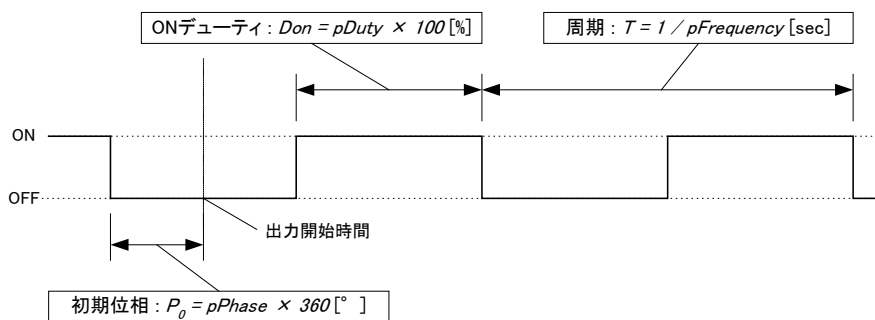 ONデューティ : Don = pDuty × 100 [%]
周期 : T = 1 / pFrequency [sec]
ON
OFF
出力開始時間
初期位相 : P₀ = pPhase × 360 [° ]